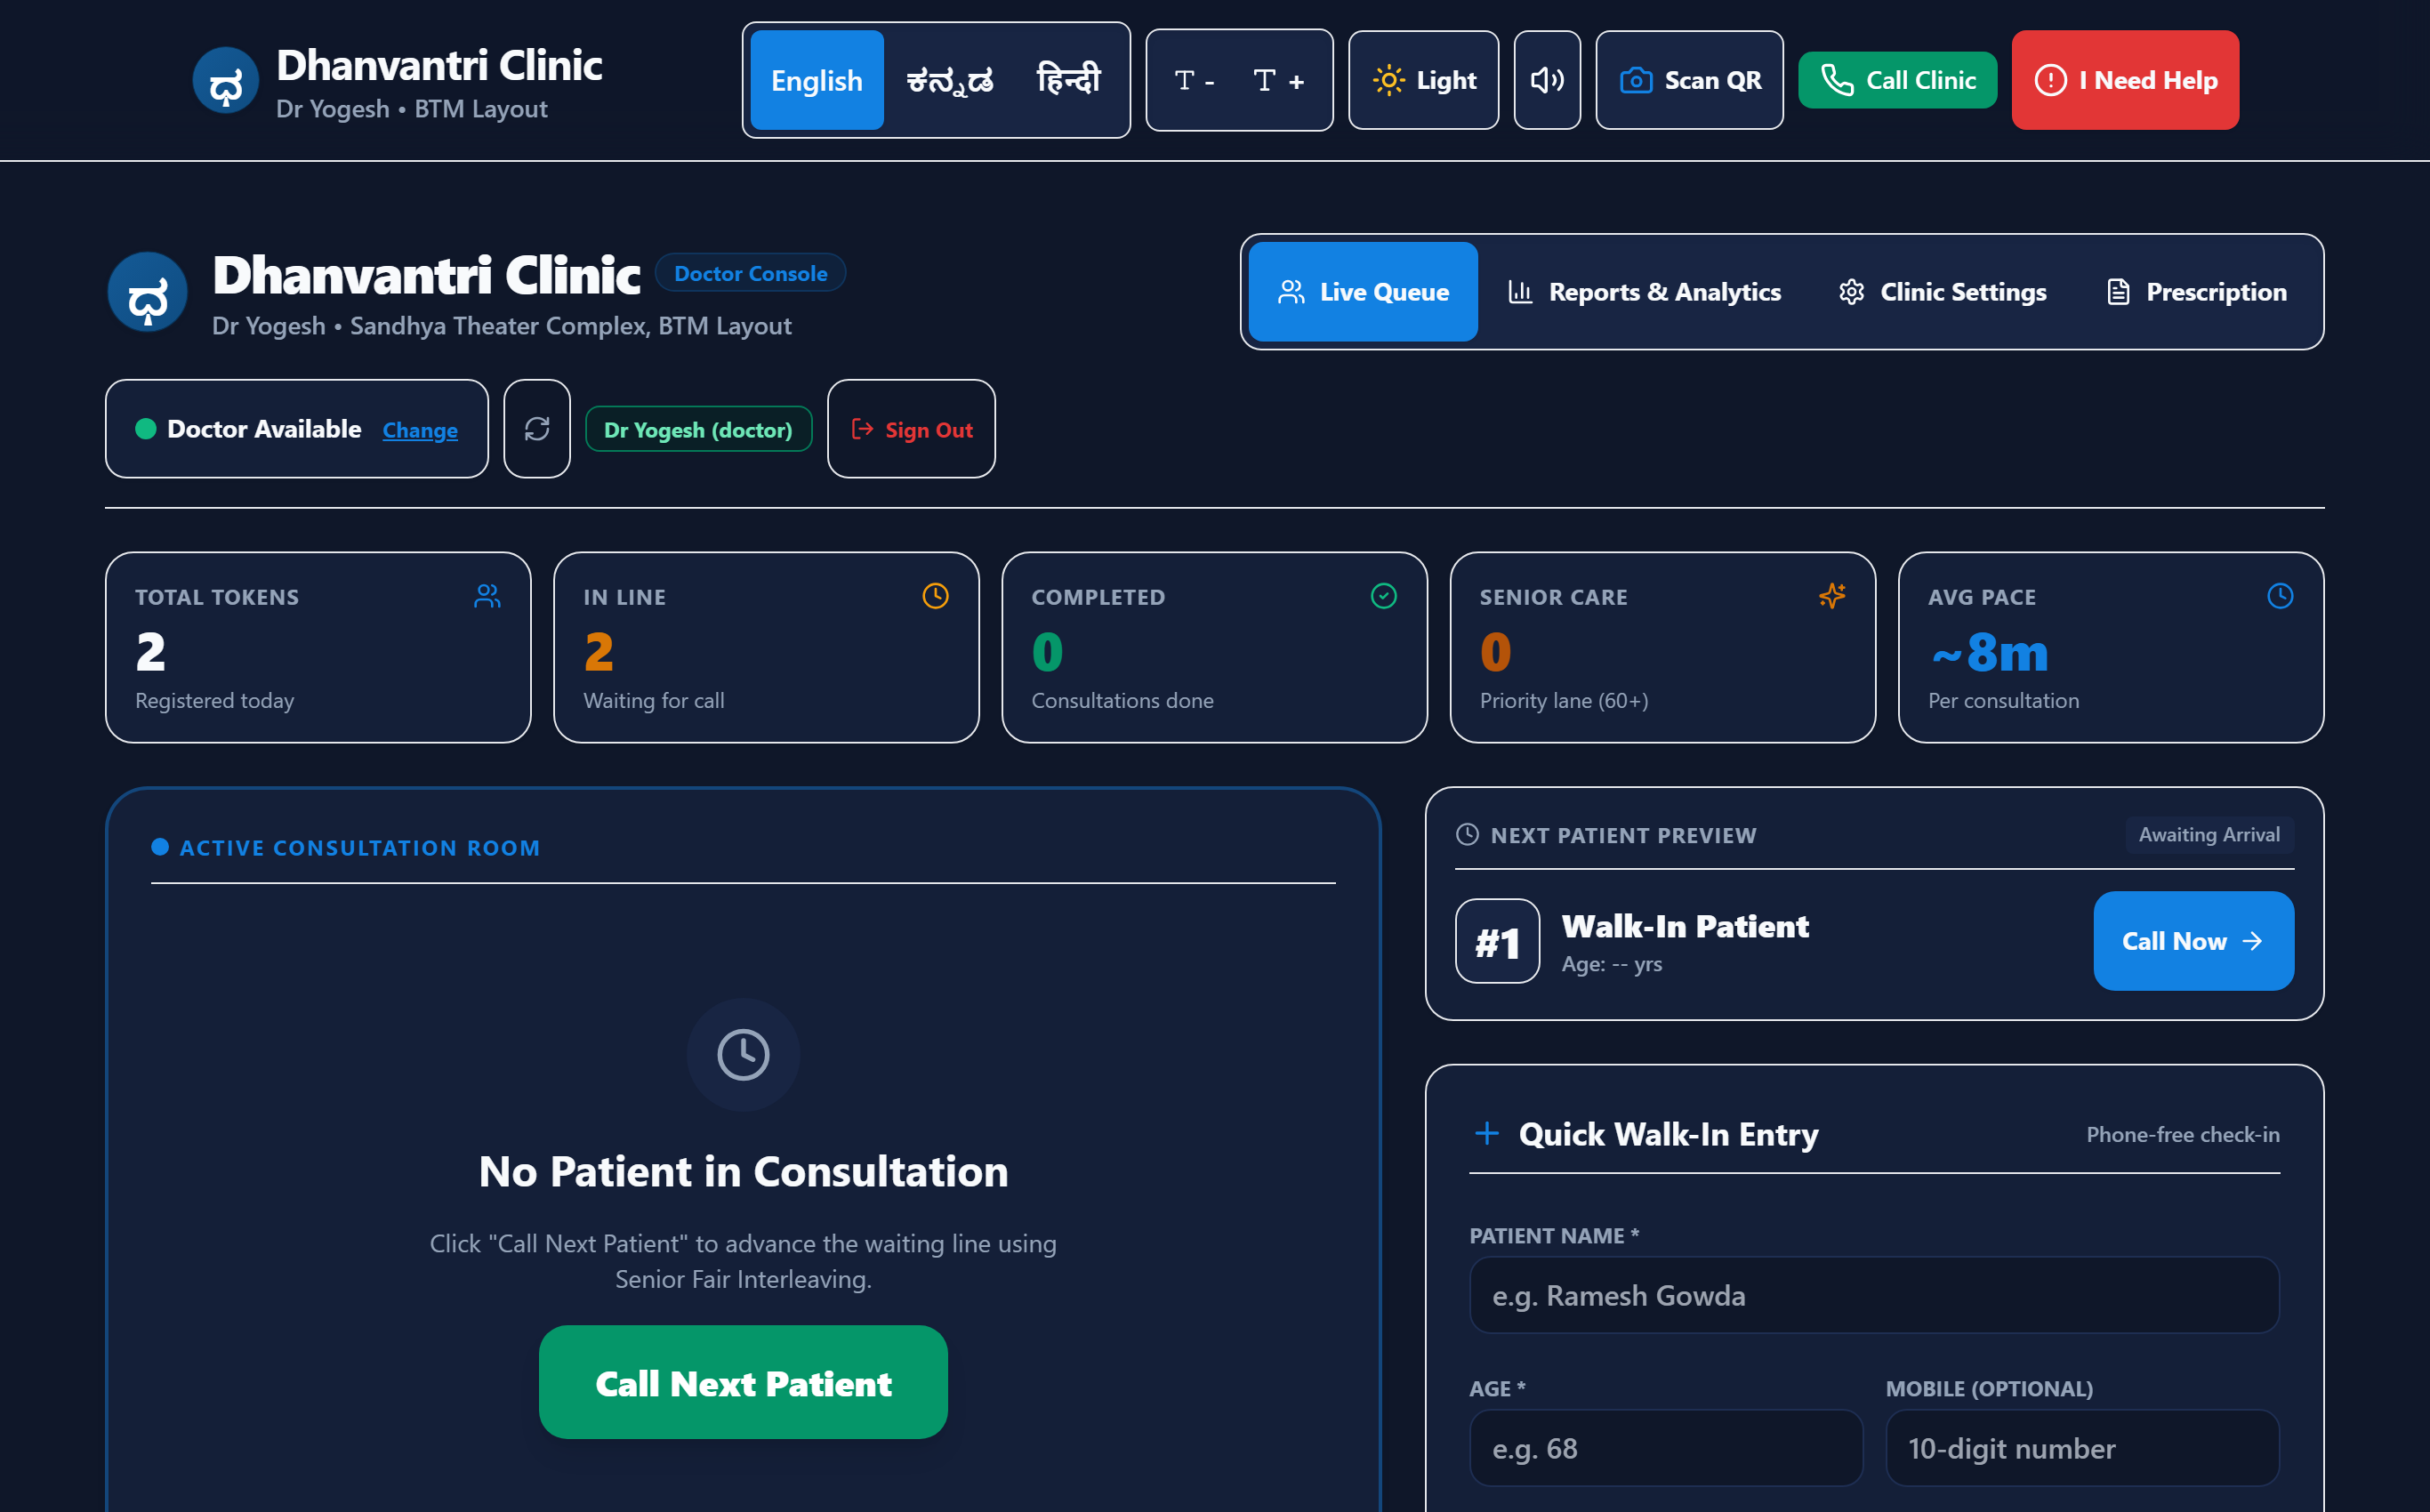 ಧ
Dhanvantri Clinic
Dr Yogesh • BTM Layout
English ಕನ್ನಡ हिन्दी
T - T +
Light
Scan QR
Call Clinic
I Need Help
ಧ
Dhanvantri Clinic Doctor Console
Dr Yogesh • Sandhya Theater Complex, BTM Layout
Live Queue Reports & Analytics Clinic Settings Prescription
Doctor Available Change
Dr Yogesh (doctor)
Sign Out
TOTAL TOKENS
2
Registered today
IN LINE
2
Waiting for call
COMPLETED
0
Consultations done
SENIOR CARE
0
Priority lane (60+)
AVG PACE
~8m
Per consultation
ACTIVE CONSULTATION ROOM
No Patient in Consultation
Click "Call Next Patient" to advance the waiting line using
Senior Fair Interleaving.
Call Next Patient
NEXT PATIENT PREVIEW Awaiting Arrival
#1
Walk-In Patient
Age: -- yrs
Call Now →
Quick Walk-In Entry Phone-free check-in
PATIENT NAME *
e.g. Ramesh Gowda
AGE * MOBILE (OPTIONAL)
e.g. 68 10-digit number